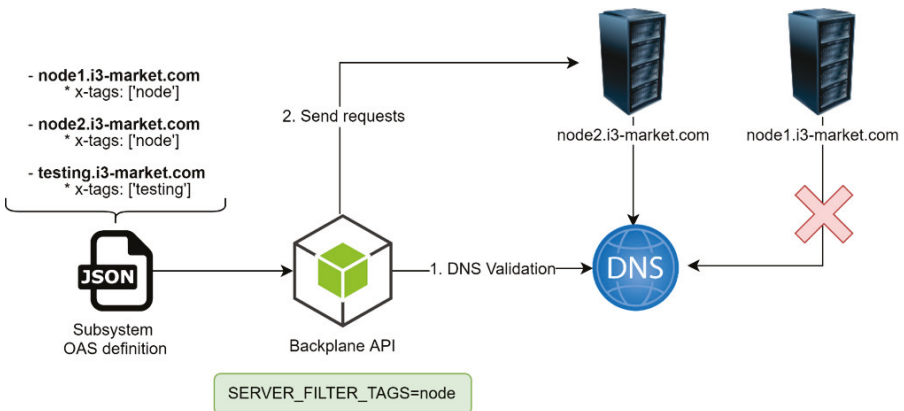 - node1.i3-market.com
* x-tags: ['node']
- node2.i3-market.com
* x-tags: ['node']
- testing.i3-market.com
* x-tags: ['testing']
JSON
Subsystem
OAS definition
2. Send requests
Backplane API
1. DNS Validation
node2.i3-market.com
node1.i3-market.com
DNS
SERVER_FILTER_TAGS=node